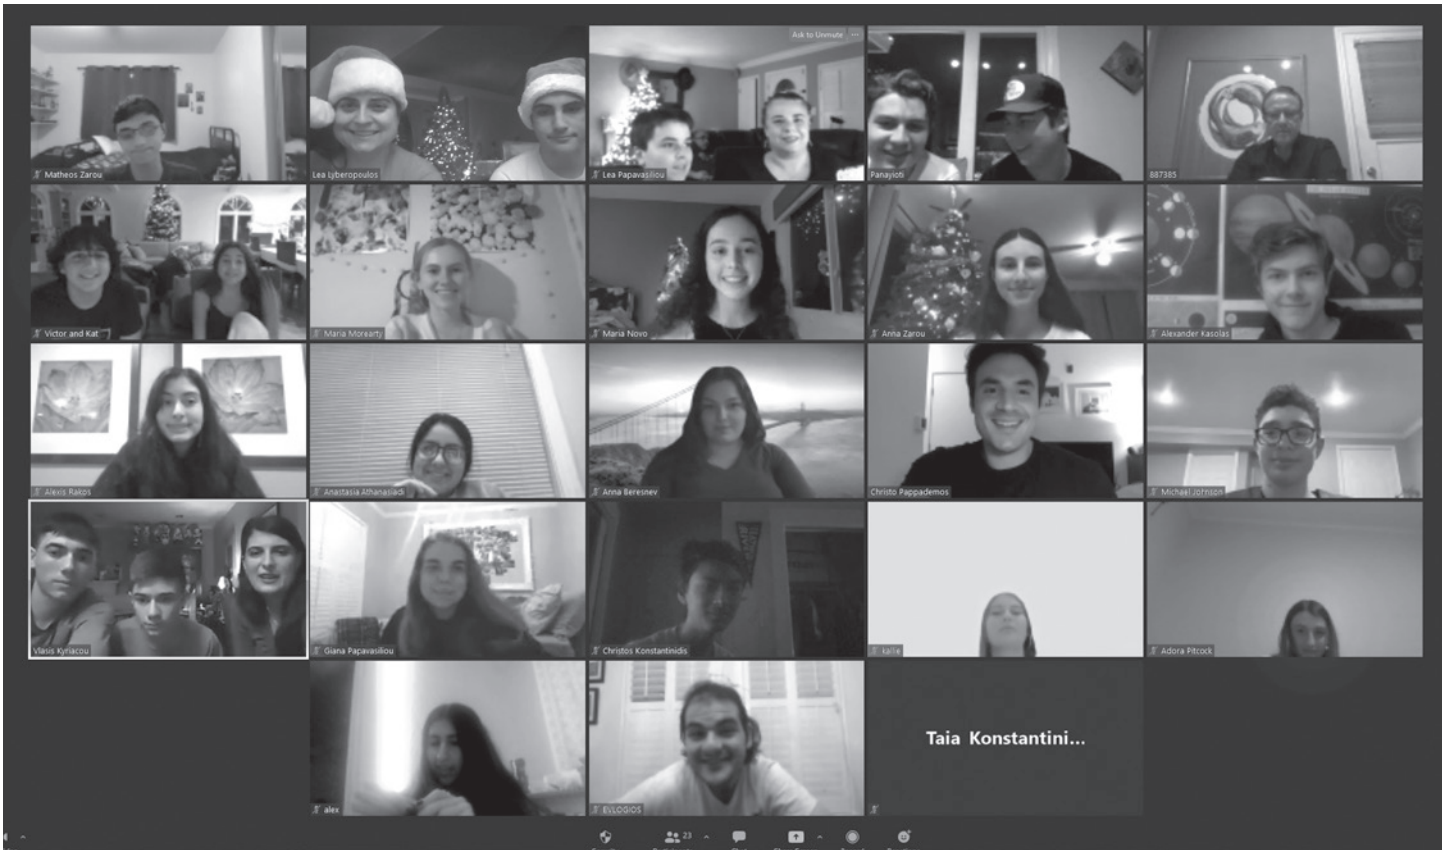 Ask to Unmute ...
Matheos Zarou
Lea Lyberopoulos
Lea Papavasiliou
Panayioti
887385
Victor and Kat
Maria Morearty
Maria Novo
Anna Zarou
Alexander Kasolas
Alexis Rakos
Anastasia Athanasiadi
Anna Beresnev
Christo Pappademos
Michael Johnson
Vlasis Kyriacou
Giana Papavasiliou
Christos Konstantinidis
kailie
Adora Pitcock
alex
EVLOGIOS
Taia Konstantini...
23